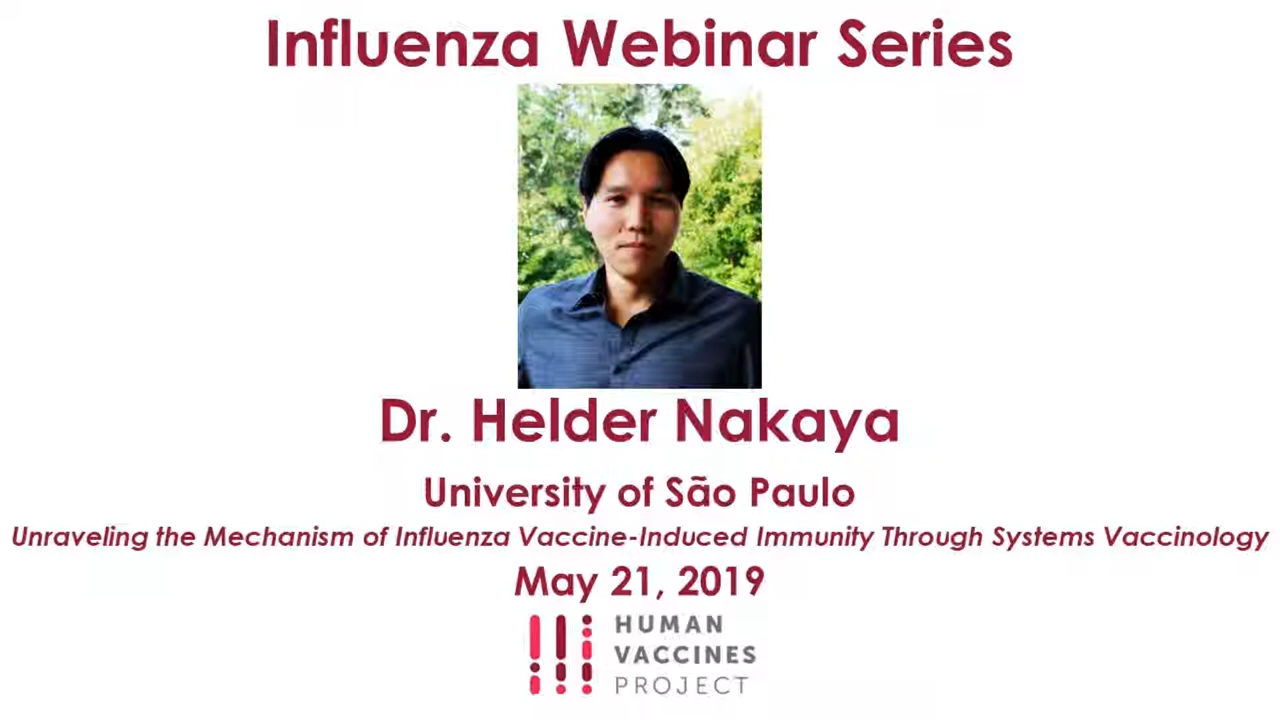 Influenza Webinar Series
Dr. Helder Nakaya
University of São Paulo
Unraveling the Mechanism of Influenza Vaccine-Induced Immunity Through Systems Vaccinology
May 21, 2019
HUMAN
VACCINES
PROJECT